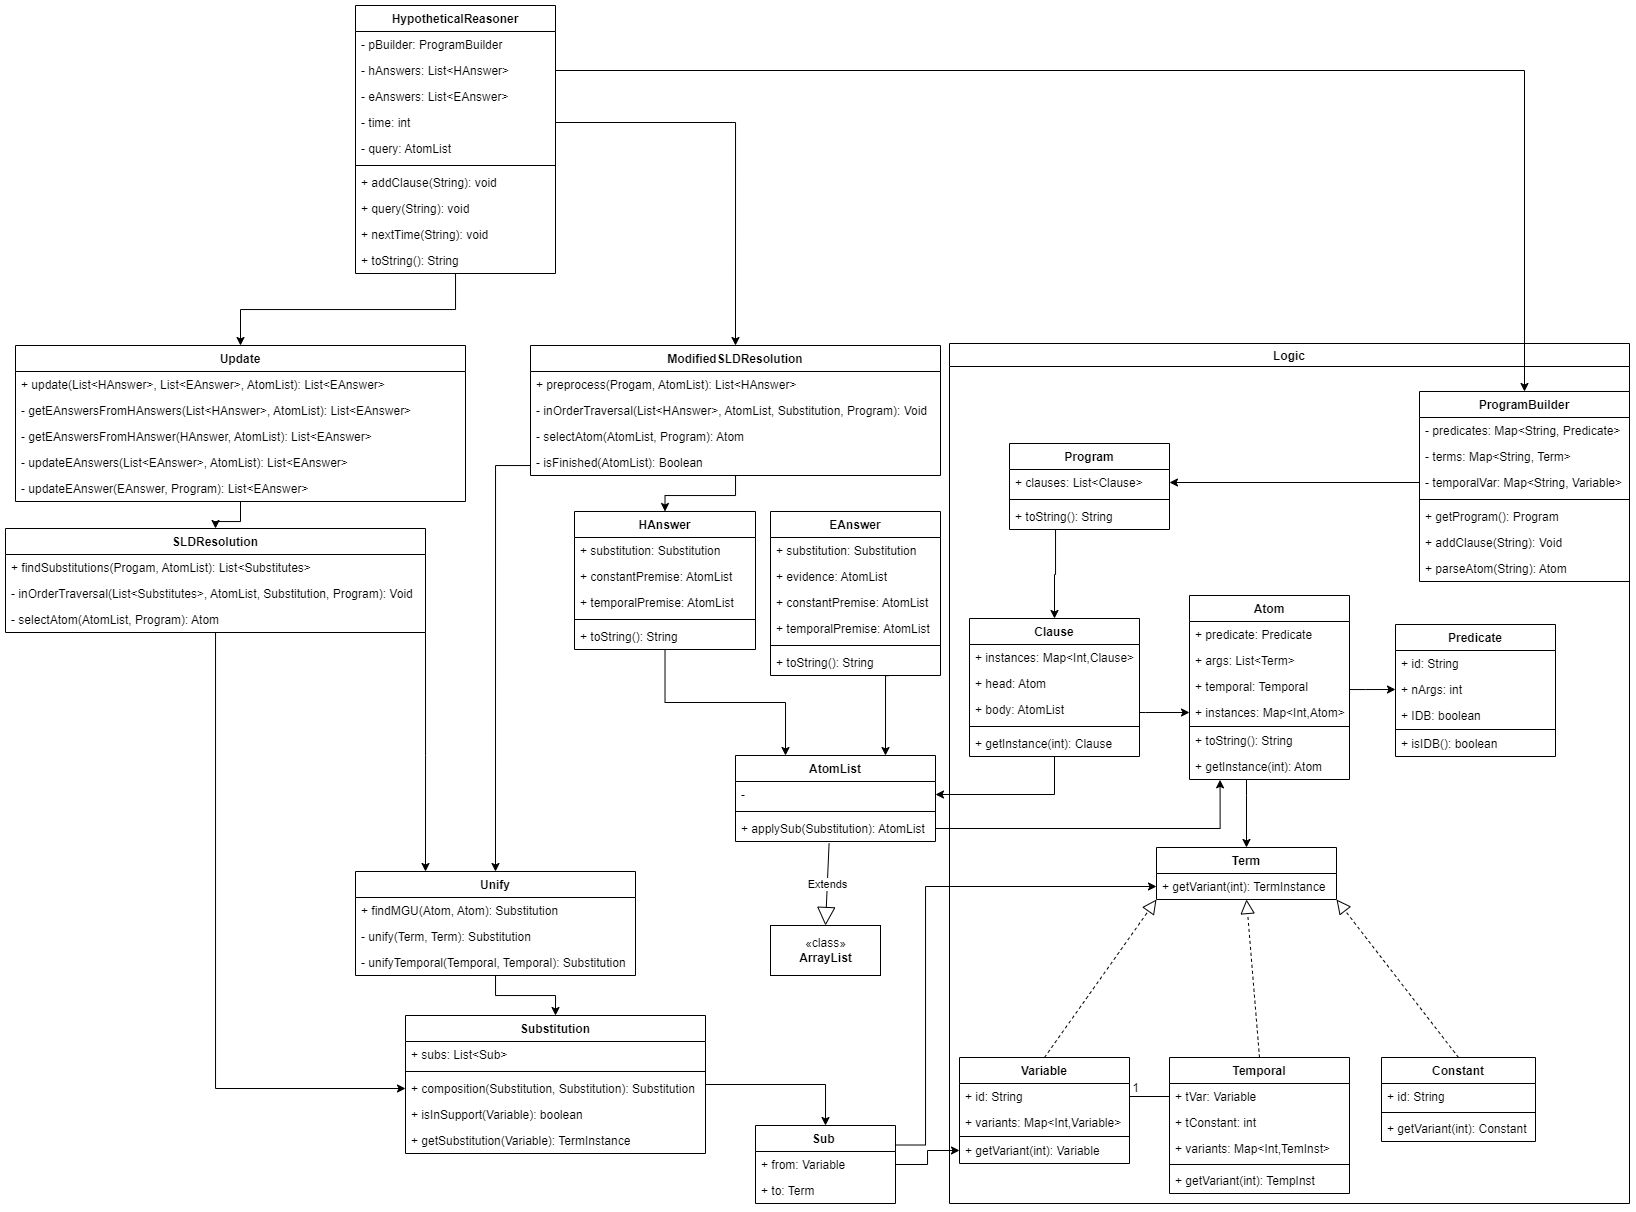 HypotheticalReasoner
- pBuilder: ProgramBuilder
- hAnswers: List<HAnswer>
- eAnswers: List<EAnswer>
- time: int
- query: AtomList
+ addClause(String): void
+ query(String): void
+ nextTime(String): void
+ toString(): String
Update
+ update(List<HAnswer>, List<EAnswer>, AtomList): List<EAnswer>
- getEAnswersFromHAnswers(List<HAnswer>, AtomList): List<EAnswer>
- getEAnswersFromHAnswer(HAnswer, AtomList): List<EAnswer>
- updateEAnswers(List<EAnswer>, AtomList): List<EAnswer>
- updateEAnswer(EAnswer, Program): List<EAnswer>
ModifiedSLDResolution
+ preprocess(Progam, AtomList): List<HAnswer>
- inOrderTraversal(List<HAnswer>, AtomList, Substitution, Program): Void
- selectAtom(AtomList, Program): Atom
- isFinished(AtomList): Boolean
Logic
ProgramBuilder
- predicates: Map<String, Predicate>
- terms: Map<String, Term>
- temporalVar: Map<String, Variable>
+ getProgram(): Program
+ addClause(String): Void
+ parseAtom(String): Atom
Program
+ clauses: List<Clause>
+ toString(): String
SLDResolution
+ findSubstitutions(Progam, AtomList): List<Substitutes>
- inOrderTraversal(List<Substitutes>, AtomList, Substitution, Program): Void
- selectAtom(AtomList, Program): Atom
HAnswer
+ substitution: Substitution
+ constantPremise: AtomList
+ temporalPremise: AtomList
+ toString(): String
EAnswer
+ substitution: Substitution
+ evidence: AtomList
+ constantPremise: AtomList
+ temporalPremise: AtomList
+ toString(): String
Clause
+ instances: Map<Int,Clause>
+ head: Atom
+ body: AtomList
+ getInstance(int): Clause
Atom
+ predicate: Predicate
+ args: List<Term>
+ temporal: Temporal
+ instances: Map<Int,Atom>
+ toString(): String
+ getInstance(int): Atom
Predicate
+ id: String
+ nArgs: int
+ IDB: boolean
+ isIDB(): boolean
AtomList
-
+ applySub(Substitution): AtomList
Extends
«class»
ArrayList
Term
+ getVariant(int): TermInstance
Unify
+ findMGU(Atom, Atom): Substitution
- unify(Term, Term): Substitution
- unifyTemporal(Temporal, Temporal): Substitution
Substitution
+ subs: List<Sub>
+ composition(Substitution, Substitution): Substitution
+ isInSupport(Variable): boolean
+ getSubstitution(Variable): TermInstance
Sub
+ from: Variable
+ to: Term
Variable
+ id: String
+ variants: Map<Int,Variable>
+ getVariant(int): Variable
1
Temporal
+ tVar: Variable
+ tConstant: int
+ variants: Map<Int,TemInst>
+ getVariant(int): TempInst
Constant
+ id: String
+ getVariant(int): Constant